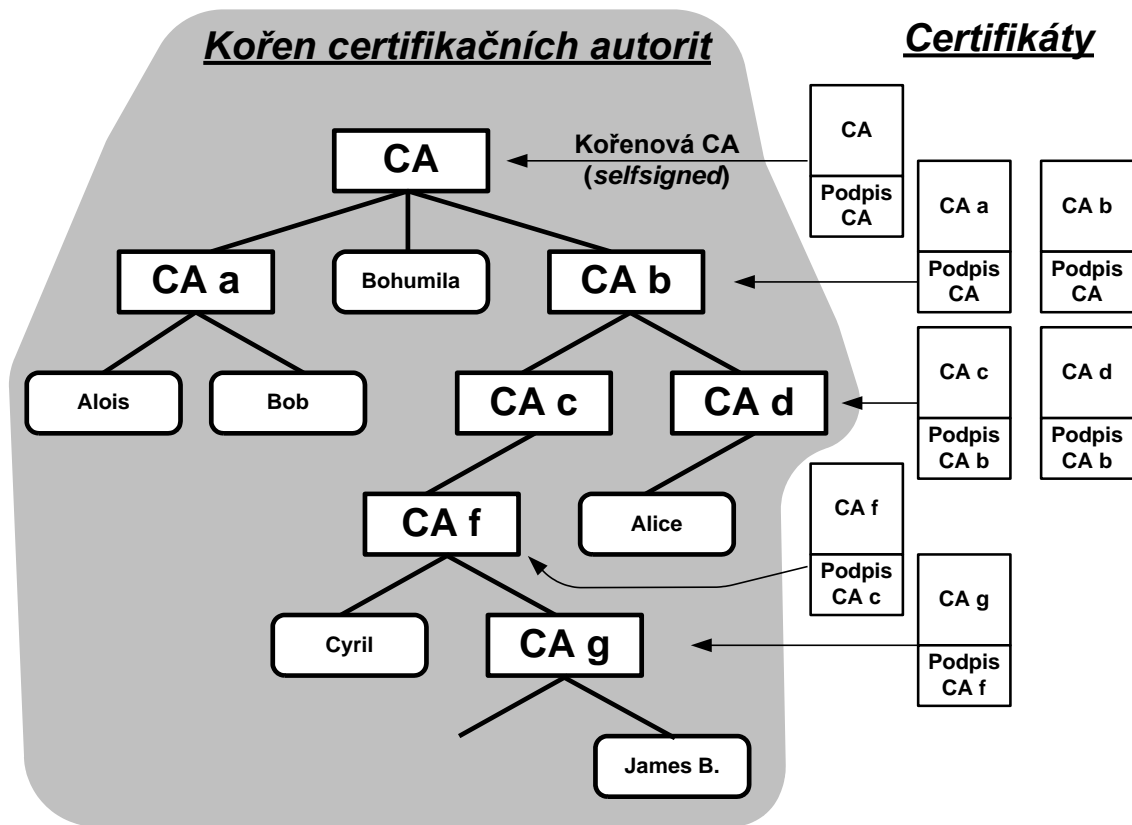 Kořen certifikačních autorit
Certifikáty
CA
Kořenová CA
(selfsigned)
CA
Podpis
CA
CA a
Bohumila
CA b
CA a
Podpis
CA
CA b
Podpis
CA
Alois
Bob
CA c
CA d
CA c
Podpis
CA b
CA d
Podpis
CA b
CA f
Alice
CA f
Podpis
CA c
Cyril
CA g
CA g
Podpis
CA f
James B.